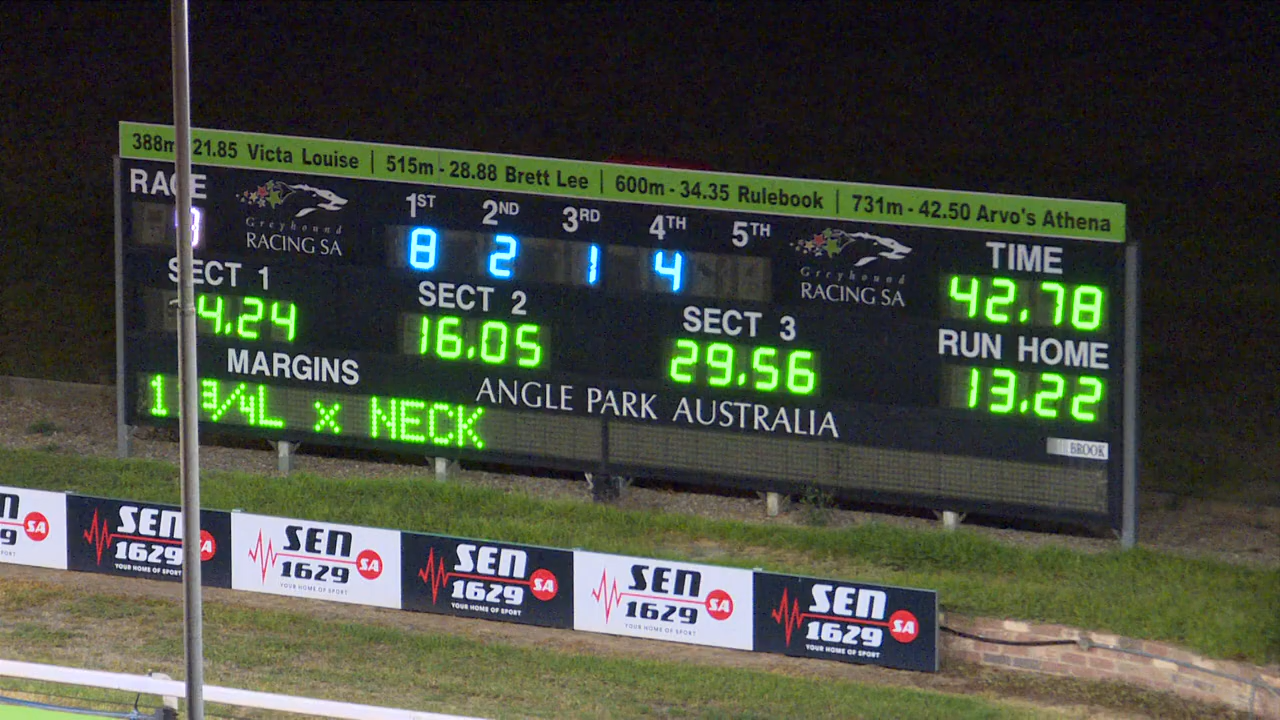 388m 21.85 Victa Louise | 515m - 28.88 Brett Lee | 600m - 34.35 Rulebook | 731m - 42.50 Arvo's Athena
RACE
Greyhound
RACING SA
1ST 2ND 3RD 4TH 5TH
8 2 1 4
Greyhound
RACING SA
TIME
42.78
SECT 1
4.24
SECT 2
16.05
SECT 3
29.56
RUN HOME
13.22
MARGINS
1 3/4L x NECK
ANGLE PARK AUSTRALIA
BROOK
9 SA
SEN
1629
SEN
1629 SA
YOUR HOME OF SPORT
SEN
1629 SA
YOUR HOME OF SPORT
SEN
1629 SA
YOUR HOME OF SPORT
SEN
1629 SA
YOUR HOME OF SPORT